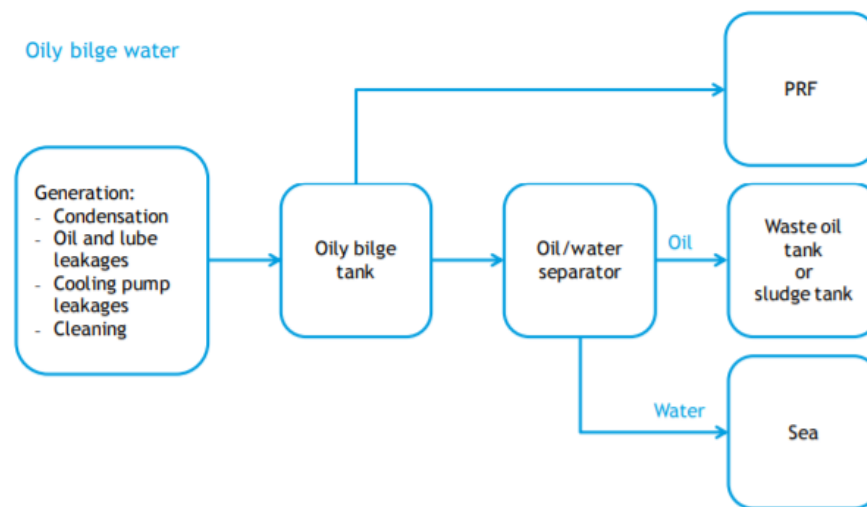 Oily bilge water
PRF
Generation:
- Condensation
- Oil and lube
leakages
- Cooling pump
leakages
- Cleaning
Oily bilge
tank
Oil/water
separator
Oil
Waste oil
tank
or
sludge tank
Water
Sea